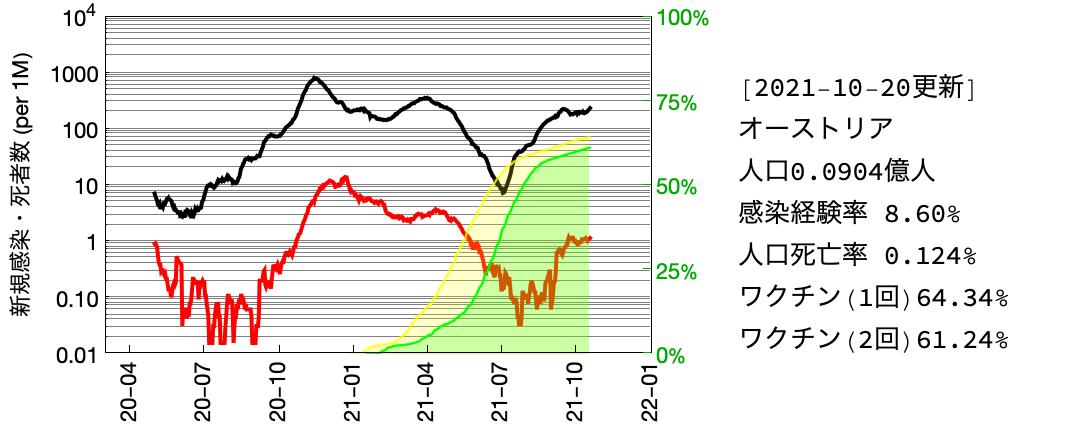 新規感染・死者数 (per 1M)
10^4
1000
100
10
1
0.10
0.01
100%
75%
50%
25%
0%
20-04
20-07
20-10
21-01
21-04
21-07
21-10
22-01
[2021-10-20更新]
オーストリア
人口0.0904億人
感染経験率 8.60%
人口死亡率 0.124%
ワクチン(1回)64.34%
ワクチン(2回)61.24%